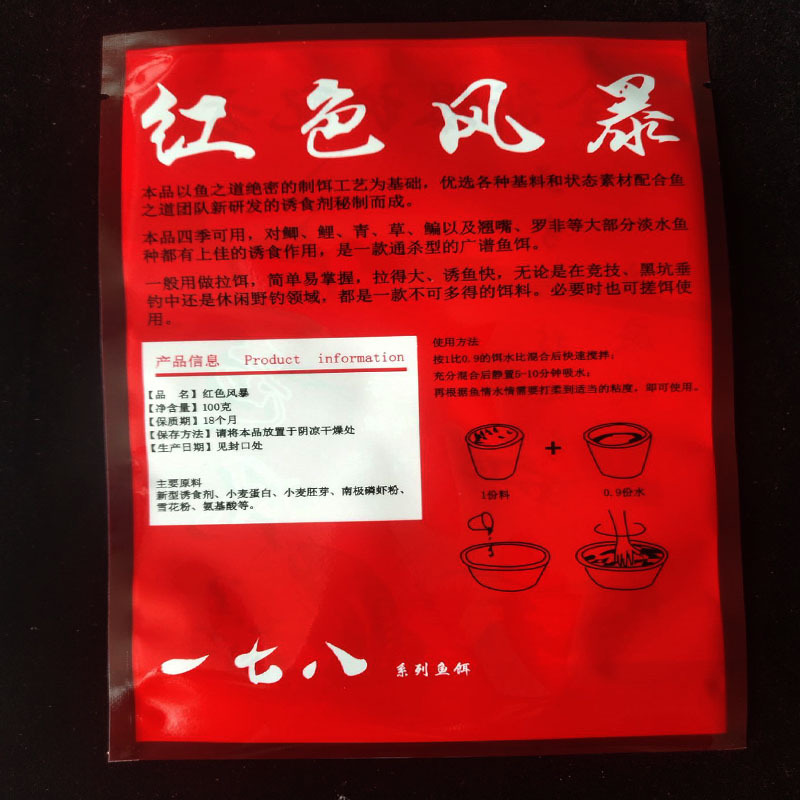 红色风暴
本品以鱼之道绝密的制饵工艺为基础，优选各种基料和状态素材配合鱼
之道团队新研发的诱食剂秘制而成。
本品四季可用，对鲫、鲤、青、草、鳊以及翘嘴、罗非等大部分淡水鱼
种都有上佳的诱食作用，是一款通杀型的广谱鱼饵。
一般用做拉饵，简单易掌握，拉得大、诱鱼快，无论是在竞技、黑坑垂
钓中还是休闲野钓领域，都是一款不可多得的饵料。必要时也可搓饵使
用。
产品信息 Product information
【品 名】红色风暴
【净含量】100克
【保质期】18个月
【保存方法】请将本品放置于阴凉干燥处
【生产日期】见封口处
主要原料
新型诱食剂、小麦蛋白、小麦胚芽、南极磷虾粉、
雪花粉、氨基酸等。
使用方法
按1比0.9的饵水比混合后快速搅拌；
充分混合后静置5-10分钟吸水；
再根据鱼情水情需要打柔到适当的粘度，即可使用。
+
1份料
0.9份水
一七八 系列鱼饵